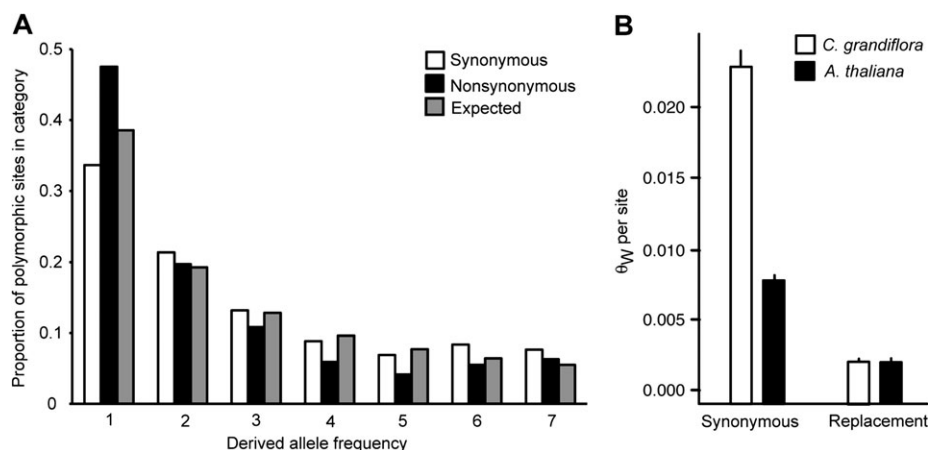 A
Proportion of polymorphic sites in category
0.5
0.4
0.3
0.2
0.1
0
1 2 3 4 5 6 7
Derived allele frequency
Synonymous
Nonsynonymous
Expected
B
θW per site
0.020
0.015
0.010
0.005
0.000
Synonymous Replacement
C. grandiflora
A. thaliana